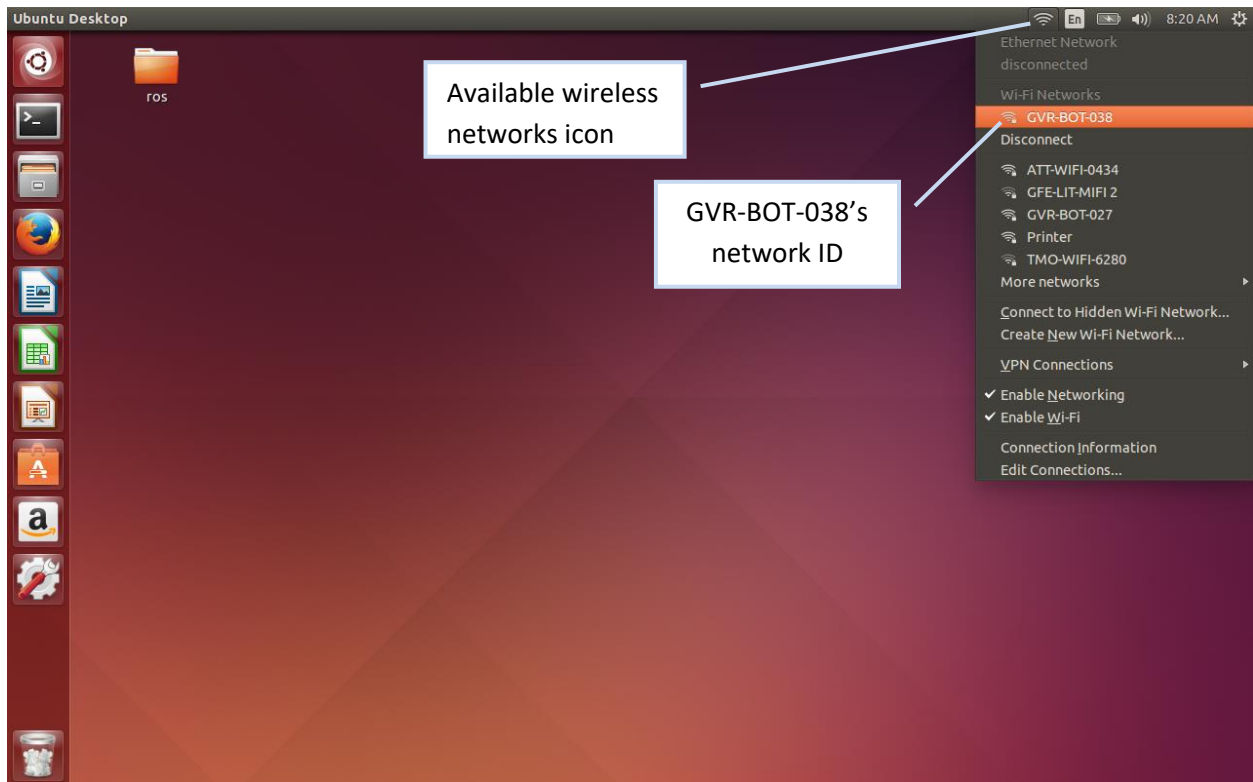 Ubuntu Desktop
En
8:20 AM
ros
Available wireless
networks icon
GVR-BOT-038's
network ID
Ethernet Network
disconnected
Wi-Fi Networks
GVR-BOT-038
Disconnect
ATT-WIFI-0434
GFE-LIT-MIFI 2
GVR-BOT-027
Printer
TMO-WIFI-6280
More networks
Connect to Hidden Wi-Fi Network...
Create New Wi-Fi Network...
VPN Connections
Enable Networking
Enable Wi-Fi
Connection Information
Edit Connections...